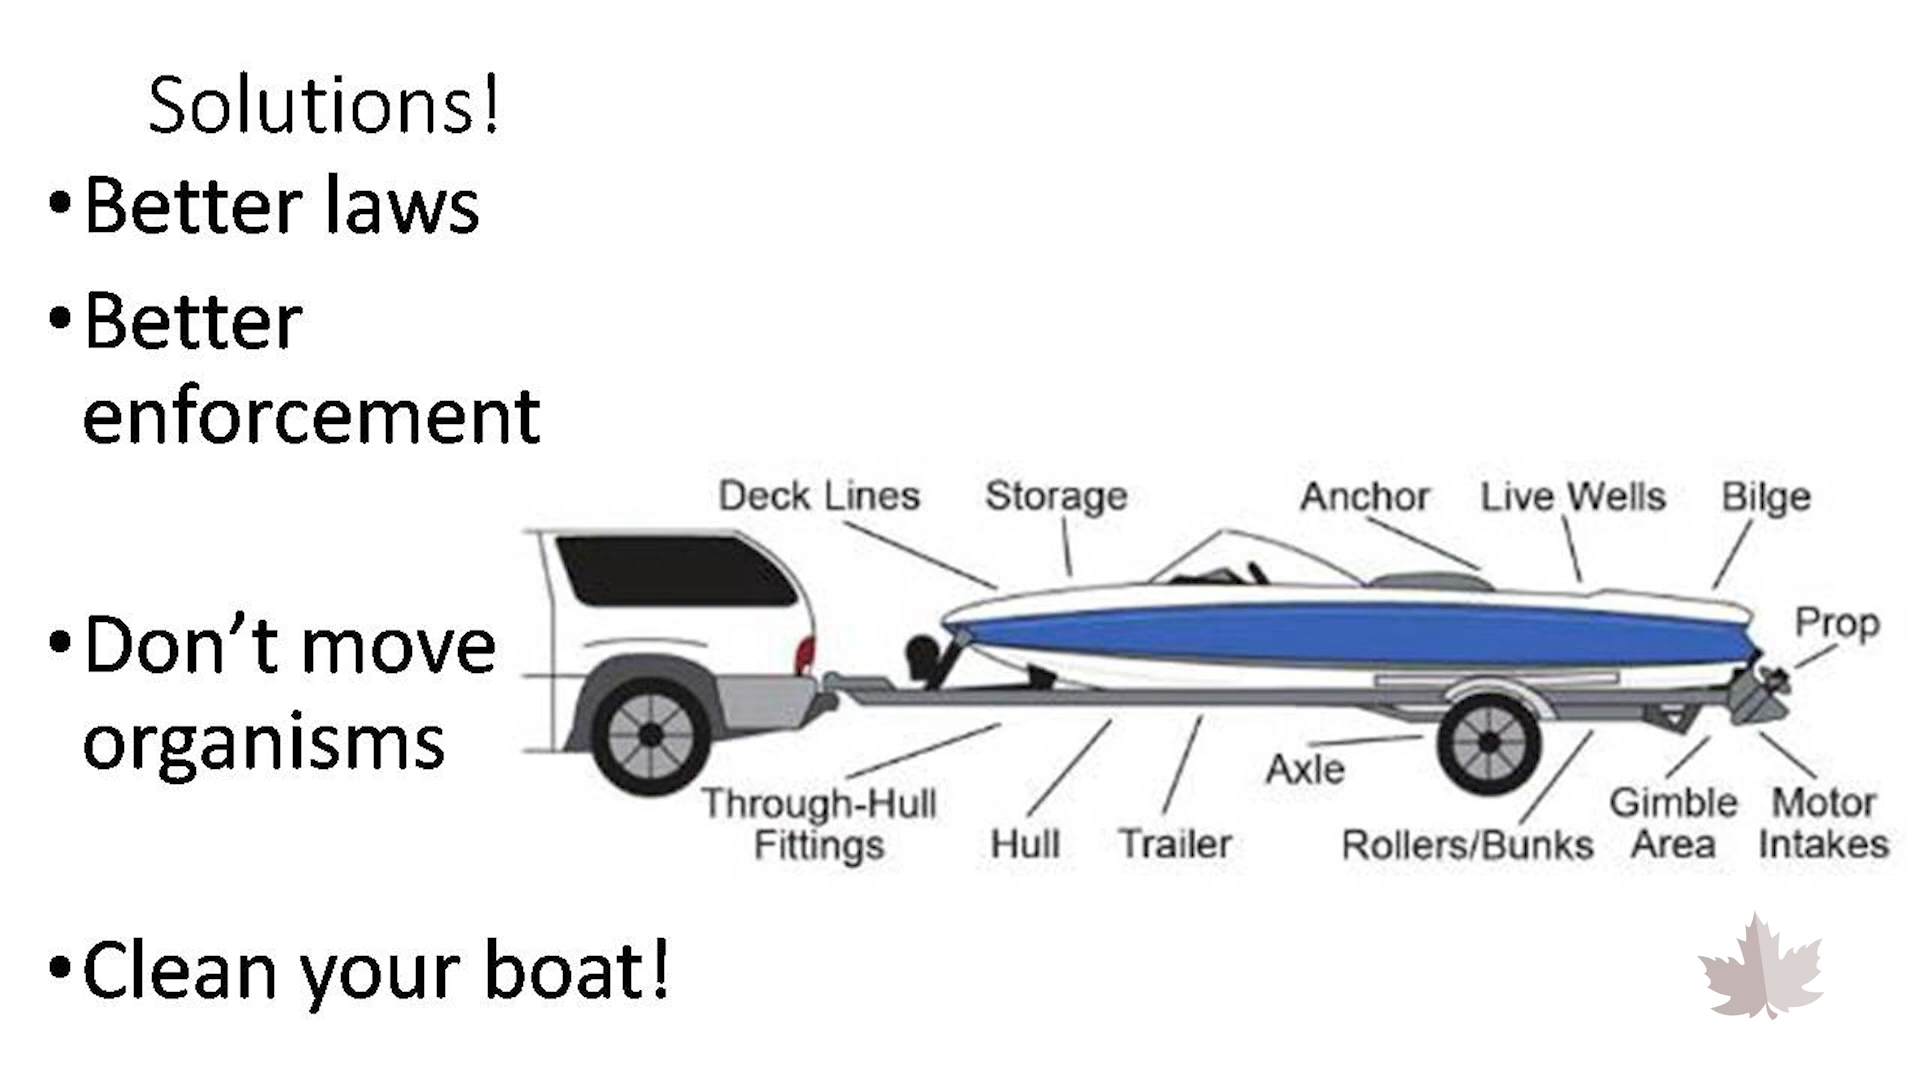 Solutions!
•Better laws
•Better
enforcement
•Don’t move
organisms
•Clean your boat!
Deck Lines
Storage
Anchor
Live Wells
Bilge
Prop
Through-Hull
Fittings
Hull
Trailer
Axle
Rollers/Bunks
Gimble
Area
Motor
Intakes